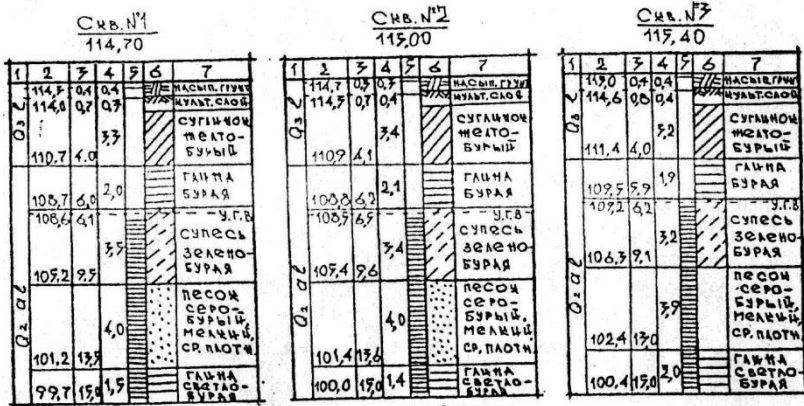 Скв. №1
114,70
1 2 3 4 5 6 7
114,3 0,4 0,4 насып. грунт
114,0 0,7 0,3 культ. слой
Q₃ l
3,3 суглинок
желто-
бурый
110,7 4,0
2,0 глина
бурая
108,7 6,0
108,6 6,1 У.Г.В
Q₂ al
3,5 супесь
зелено-
бурая
105,2 9,5
4,0 песок
серо-
бурый,
мелкий,
ср. плотн.
101,2 13,5
99,7 15,0 1,5 глина
светло-
бурая
Скв. №2
115,00
1 2 3 4 5 6 7
114,7 0,3 0,3 насып. грунт
114,3 0,7 0,4 культ. слой
Q₃ l
3,4 суглинок
желто-
бурый
110,9 4,1
2,1 глина
бурая
108,8 6,2
108,5 6,5 У.Г.В
Q₂ al
3,4 супесь
зелено-
бурая
105,4 9,6
4,0 песок
серо-
бурый,
мелкий,
ср. плотн.
101,4 13,6
100,0 15,0 1,4 глина
светло-
бурая
Скв. №3
115,40
1 2 3 4 5 6 7
115,0 0,4 0,4 насып. грунт
114,6 0,8 0,4 культ. слой
Q₃ l
3,2 суглинок
желто-
бурый
111,4 4,0
1,9 глина
бурая
109,5 5,9
109,2 6,2 У.Г.В
Q₂ al
3,2 супесь
зелено-
бурая
106,3 9,1
3,9 песок
серо-
бурый,
мелкий,
ср. плотн.
102,4 13,0
100,4 15,0 2,0 глина
светло-
бурая